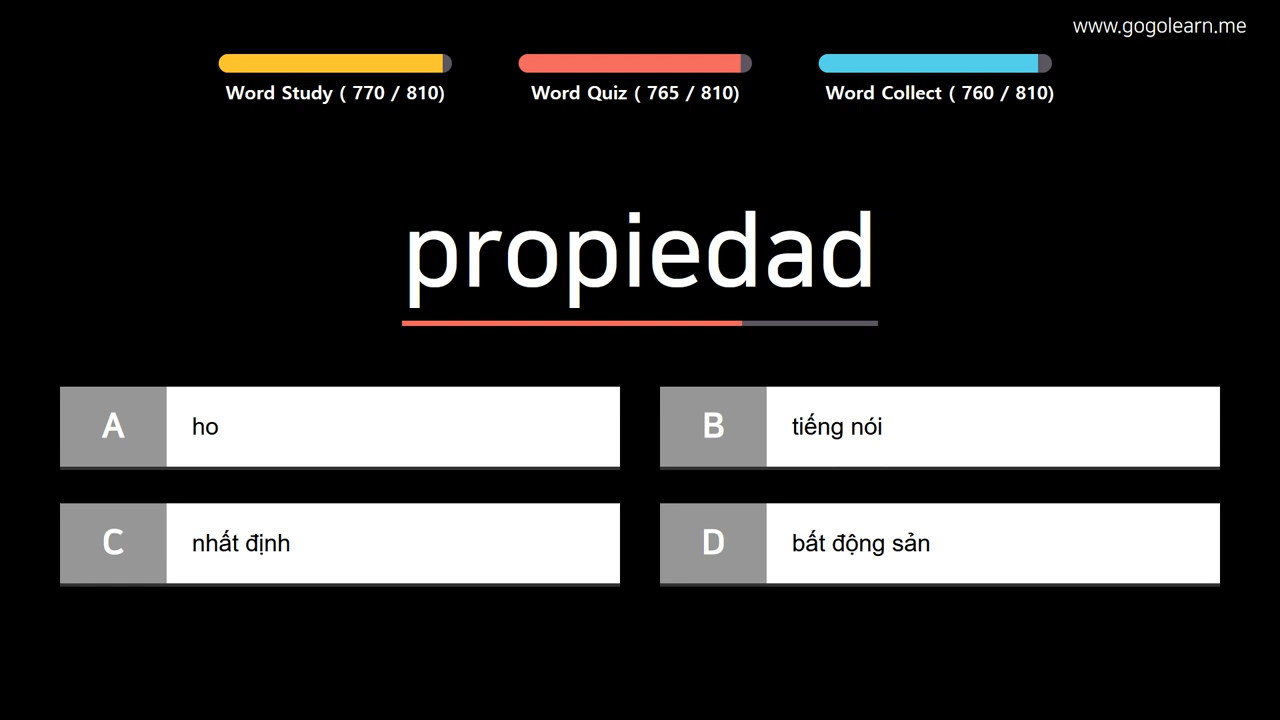 www.gogolearn.me
Word Study ( 770 / 810)
Word Quiz ( 765 / 810)
Word Collect ( 760 / 810)
propiedad
A
ho
B
tiếng nói
C
nhất định
D
bất động sản